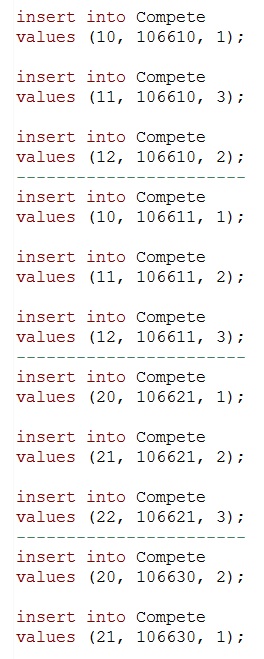 insert into Compete
values (10, 106610, 1);
insert into Compete
values (11, 106610, 3);
insert into Compete
values (12, 106610, 2);
-----------------------
insert into Compete
values (10, 106611, 1);
insert into Compete
values (11, 106611, 2);
insert into Compete
values (12, 106611, 3);
-----------------------
insert into Compete
values (20, 106621, 1);
insert into Compete
values (21, 106621, 2);
insert into Compete
values (22, 106621, 3);
-----------------------
insert into Compete
values (20, 106630, 2);
insert into Compete
values (21, 106630, 1);